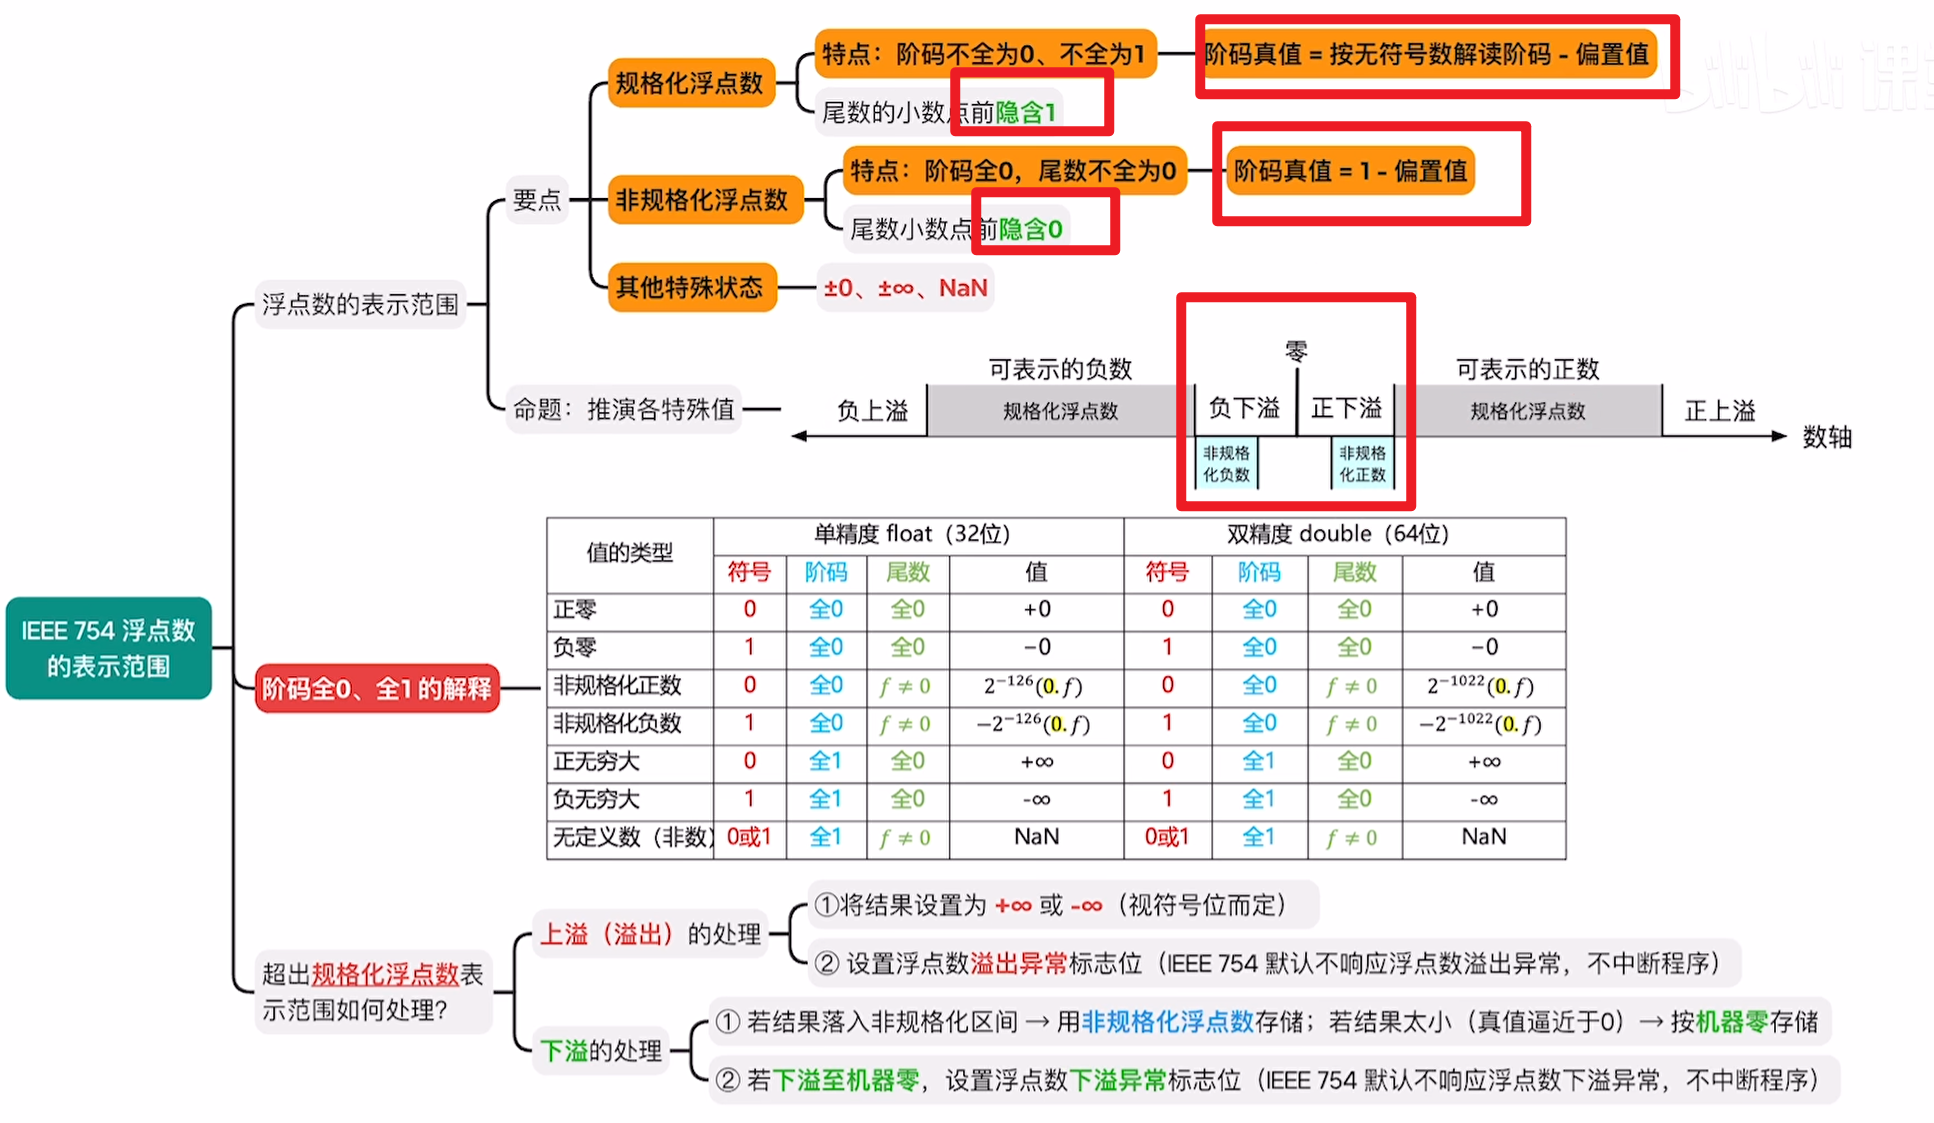 特点：阶码不全为0、不全为1
阶码真值 = 按无符号数解读阶码 - 偏置值
规格化浮点数
尾数的小数点前隐含1
特点：阶码全0，尾数不全为0
阶码真值 = 1 - 偏置值
要点
非规格化浮点数
尾数小数点前隐含0
其他特殊状态
±0、±∞、NaN
浮点数的表示范围
零
可表示的负数
可表示的正数
命题：推演各特殊值
负上溢
规格化浮点数
负下溢
正下溢
规格化浮点数
正上溢
数轴
非规格
化负数
非规格
化正数
IEEE 754 浮点数
的表示范围
阶码全0、全1 的解释
值的类型 单精度 float（32位） 双精度 double（64位）
符号 阶码 尾数 值 符号 阶码 尾数 值
正零 0 全0 全0 +0 0 全0 全0 +0
负零 1 全0 全0 −0 1 全0 全0 −0
非规格化正数 0 全0 f ≠ 0 2⁻¹²⁶(0.f) 0 全0 f ≠ 0 2⁻¹⁰²²(0.f)
非规格化负数 1 全0 f ≠ 0 −2⁻¹²⁶(0.f) 1 全0 f ≠ 0 −2⁻¹⁰²²(0.f)
正无穷大 0 全1 全0 +∞ 0 全1 全0 +∞
负无穷大 1 全1 全0 -∞ 1 全1 全0 -∞
无定义数（非数） 0或1 全1 f ≠ 0 NaN 0或1 全1 f ≠ 0 NaN
超出规格化浮点数表
示范围如何处理？
上溢（溢出）的处理
①将结果设置为 +∞ 或 -∞（视符号位而定）
② 设置浮点数溢出异常标志位（IEEE 754 默认不响应浮点数溢出异常，不中断程序）
下溢的处理
① 若结果落入非规格化区间 → 用非规格化浮点数存储；若结果太小（真值逼近于0）→ 按机器零存储
② 若下溢至机器零，设置浮点数下溢异常标志位（IEEE 754 默认不响应浮点数下溢异常，不中断程序）